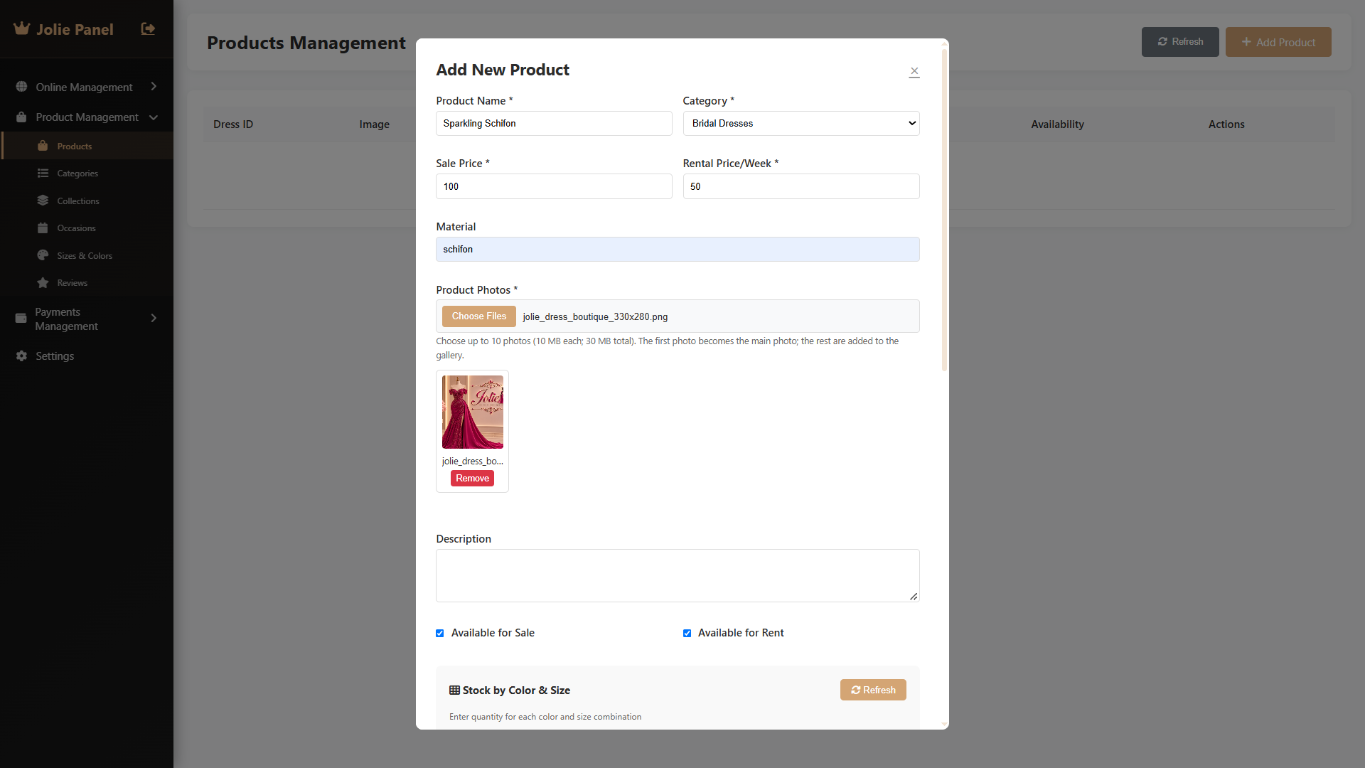 Jolie Panel
Online Management
Product Management
Products
Categories
Collections
Occasions
Sizes & Colors
Reviews
Payments
Management
Settings
Products Management
Refresh
+ Add Product
Dress ID
Image
Availability
Actions
Add New Product
Product Name *
Category *
Sparkling Schifon
Bridal Dresses
Sale Price *
Rental Price/Week *
100
50
Material
schifon
Product Photos *
Choose Files
jolie_dress_boutique_330x280.png
Choose up to 10 photos (10 MB each; 30 MB total). The first photo becomes the main photo; the rest are added to the
gallery.
Jolie
jolie_dress_bo...
Remove
Description
Available for Sale
Available for Rent
Stock by Color & Size
Refresh
Enter quantity for each color and size combination